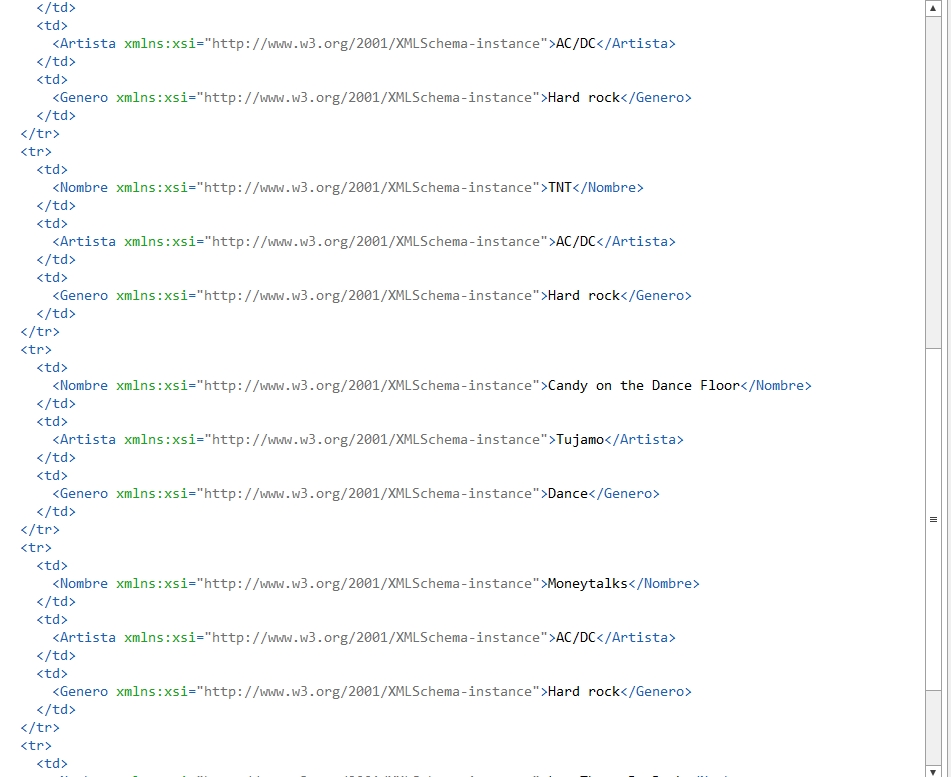 </td>
<td>
<Artista xmlns:xsi="http://www.w3.org/2001/XMLSchema-instance">AC/DC</Artista>
</td>
<td>
<Genero xmlns:xsi="http://www.w3.org/2001/XMLSchema-instance">Hard rock</Genero>
</td>
</tr>
<tr>
<td>
<Nombre xmlns:xsi="http://www.w3.org/2001/XMLSchema-instance">TNT</Nombre>
</td>
<td>
<Artista xmlns:xsi="http://www.w3.org/2001/XMLSchema-instance">AC/DC</Artista>
</td>
<td>
<Genero xmlns:xsi="http://www.w3.org/2001/XMLSchema-instance">Hard rock</Genero>
</td>
</tr>
<tr>
<td>
<Nombre xmlns:xsi="http://www.w3.org/2001/XMLSchema-instance">Candy on the Dance Floor</Nombre>
</td>
<td>
<Artista xmlns:xsi="http://www.w3.org/2001/XMLSchema-instance">Tujamo</Artista>
</td>
<td>
<Genero xmlns:xsi="http://www.w3.org/2001/XMLSchema-instance">Dance</Genero>
</td>
</tr>
<tr>
<td>
<Nombre xmlns:xsi="http://www.w3.org/2001/XMLSchema-instance">Moneytalks</Nombre>
</td>
<td>
<Artista xmlns:xsi="http://www.w3.org/2001/XMLSchema-instance">AC/DC</Artista>
</td>
<td>
<Genero xmlns:xsi="http://www.w3.org/2001/XMLSchema-instance">Hard rock</Genero>
</td>
</tr>
<tr>
<td>